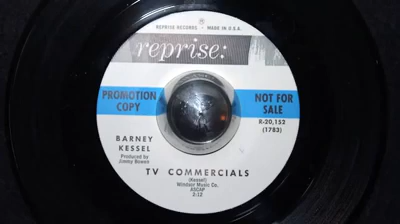 REPRISE RECORDS • MADE IN U.S.A.
reprise:
PROMOTION COPY
NOT FOR SALE
R-20,152
(1783)
BARNEY
KESSEL
Produced by
Jimmy Bowen
TV COMMERCIALS
(Kessel)
Windsor Music Co.
ASCAP
2:12